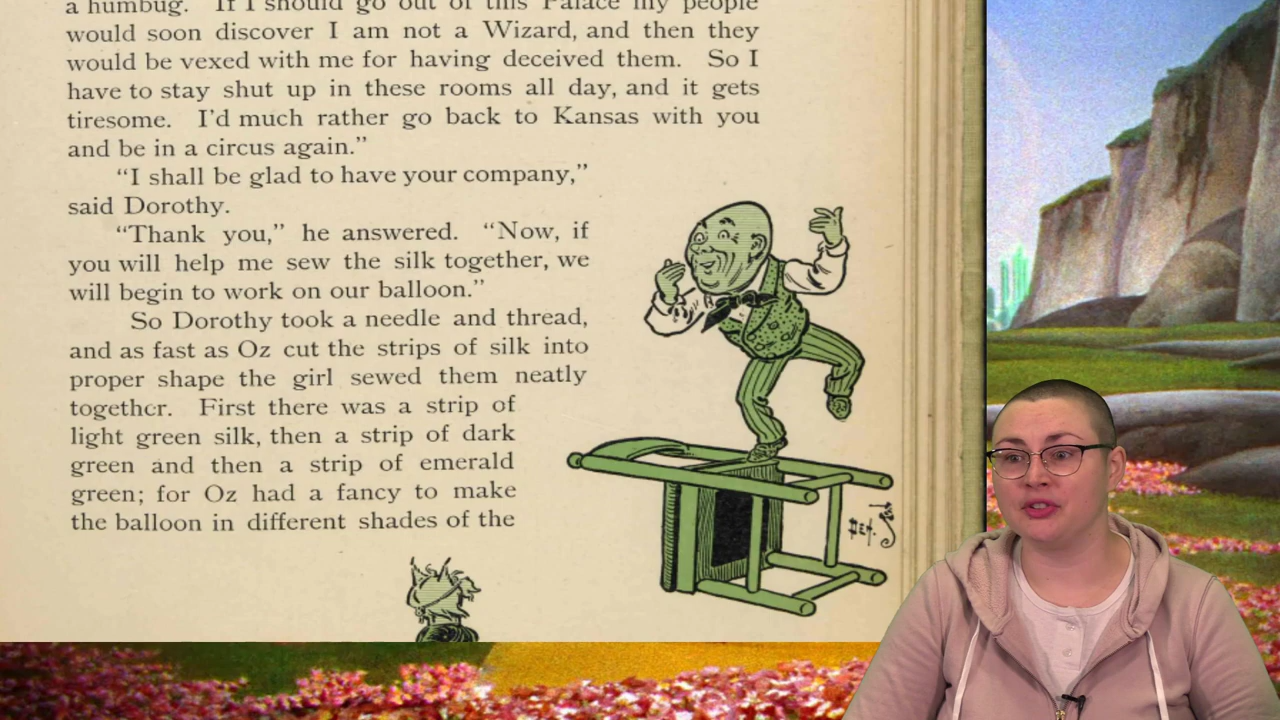 a humbug. If I should go out of this Palace my people
would soon discover I am not a Wizard, and then they
would be vexed with me for having deceived them. So I
have to stay shut up in these rooms all day, and it gets
tiresome. I'd much rather go back to Kansas with you
and be in a circus again.”
“I shall be glad to have your company,”
said Dorothy.
“Thank you,” he answered. “Now, if
you will help me sew the silk together, we
will begin to work on our balloon.”
So Dorothy took a needle and thread,
and as fast as Oz cut the strips of silk into
proper shape the girl sewed them neatly
together. First there was a strip of
light green silk, then a strip of dark
green and then a strip of emerald
green; for Oz had a fancy to make
the balloon in different shades of the